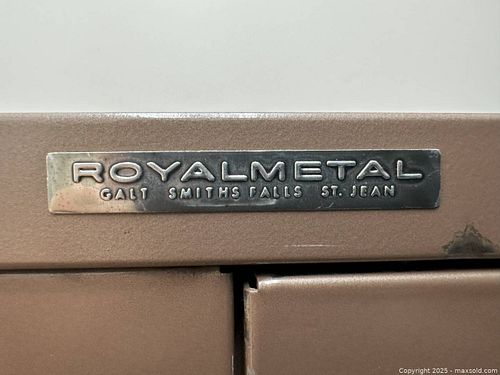 ROYALMETAL
GALT SMITHS FALLS ST. JEAN
Copyright 2025 - maxsold.com